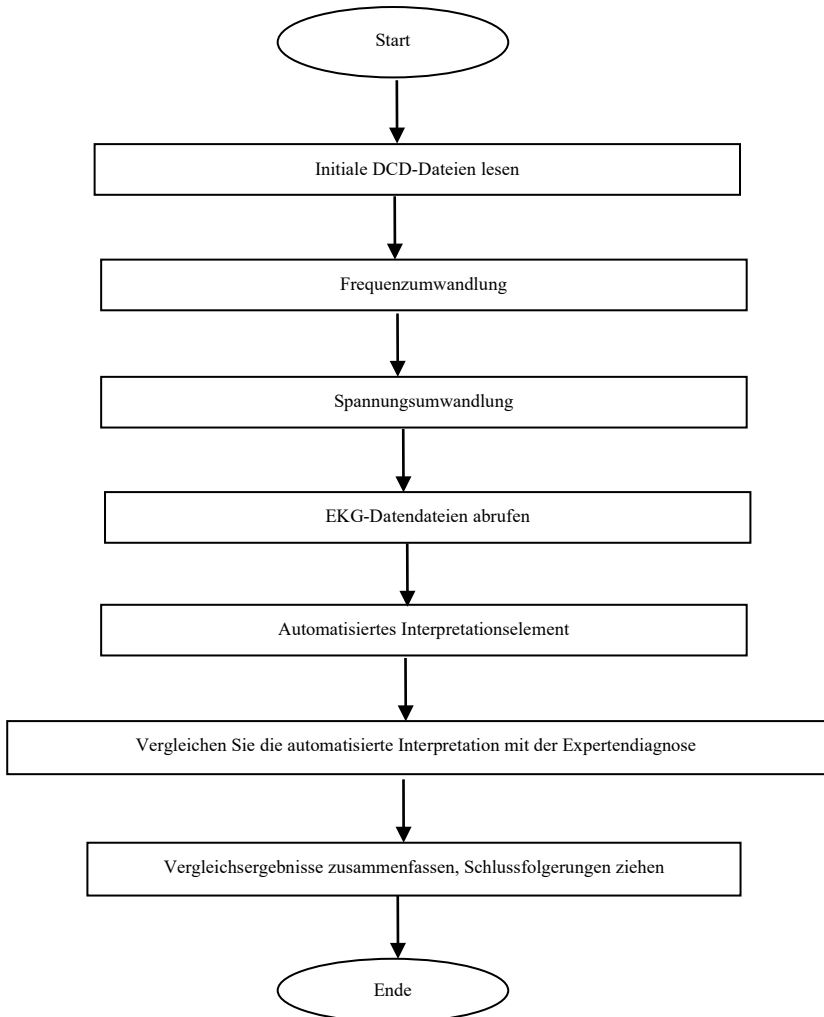 Start
Initiale DCD-Dateien lesen
Frequenzumwandlung
Spannungsumwandlung
EKG-Datendateien abrufen
Automatisiertes Interpretationselement
Vergleichen Sie die automatisierte Interpretation mit der Expertendiagnose
Vergleichsergebnisse zusammenfassen, Schlussfolgerungen ziehen
Ende